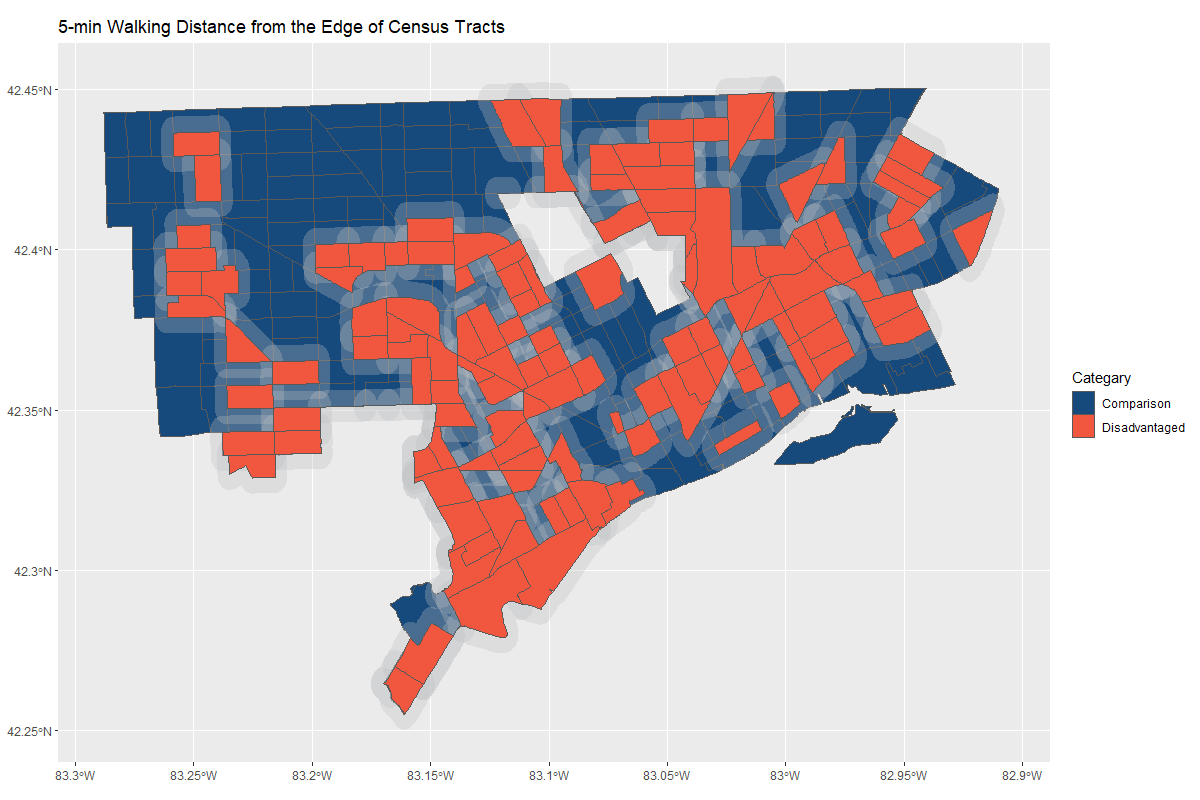 5-min Walking Distance from the Edge of Census Tracts
42.45°N
42.4°N
42.35°N
42.3°N
42.25°N
83.3°W
83.25°W
83.2°W
83.15°W
83.1°W
83.05°W
83°W
82.95°W
82.9°W
Categary
Comparison
Disadvantaged